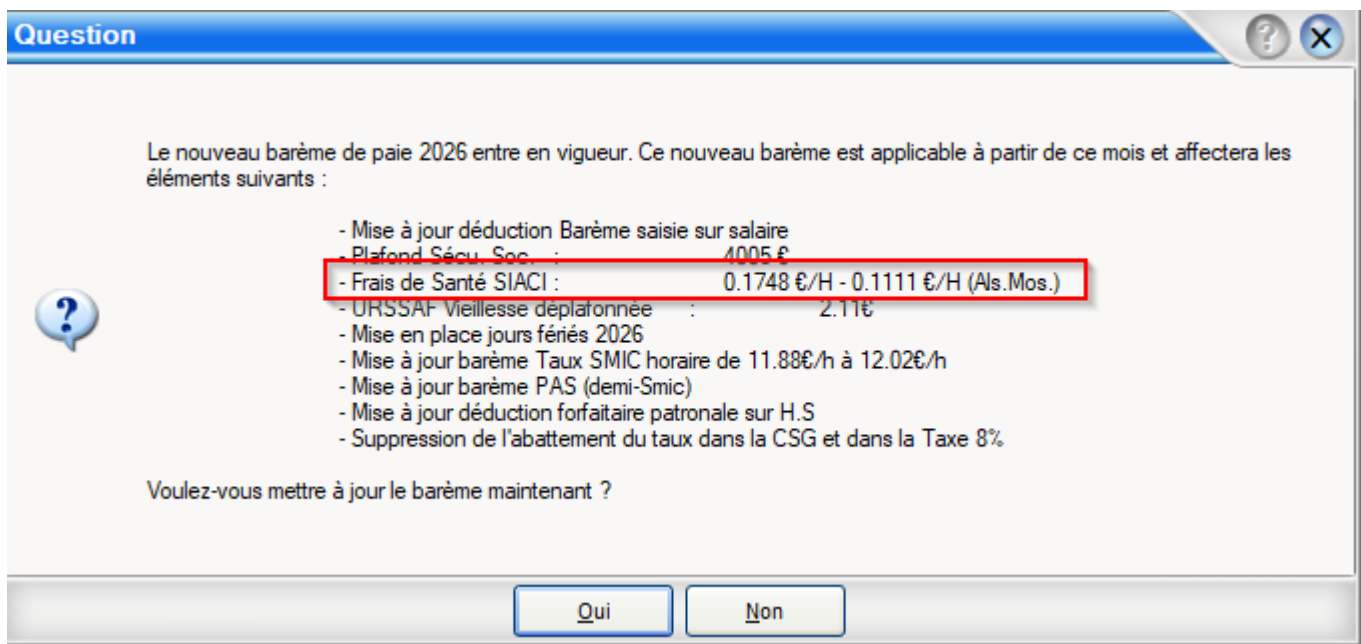 Question
Le nouveau barème de paie 2026 entre en vigueur. Ce nouveau barème est applicable à partir de ce mois et affectera les
éléments suivants :
- Mise à jour déduction Barème saisie sur salaire
- Plafond Sécu. Soc. : 4005 €
- Frais de Santé SIACI : 0.1748 €/H - 0.1111 €/H (Als.Mos.)
- URSSAF Vieillesse déplafonnée : 2.11€
- Mise en place jours fériés 2026
- Mise à jour barème Taux SMIC horaire de 11.88€/h à 12.02€/h
- Mise à jour barème PAS (demi-Smic)
- Mise à jour déduction forfaitaire patronale sur H.S
- Suppression de l'abattement du taux dans la CSG et dans la Taxe 8%
Voulez-vous mettre à jour le barème maintenant ?
Oui Non